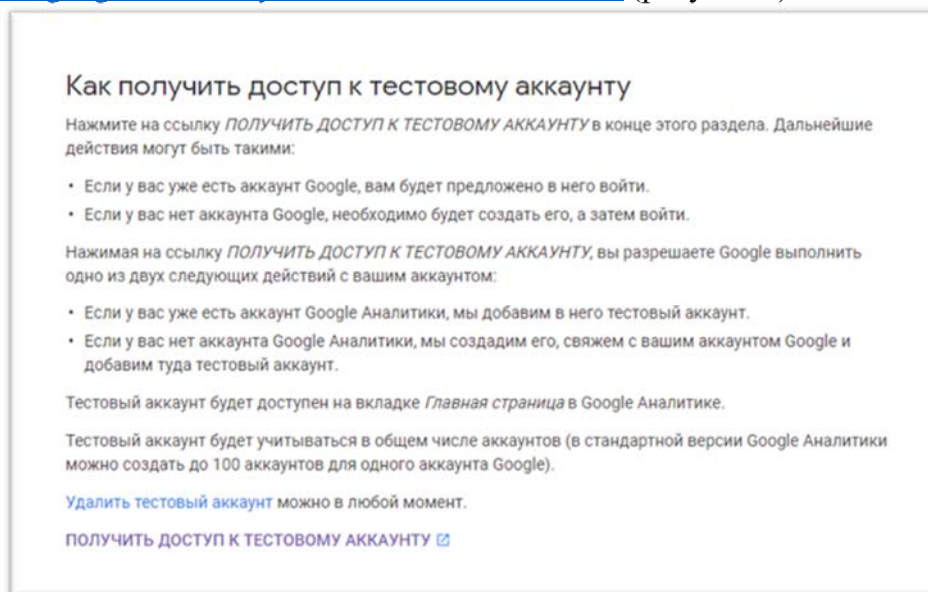 Как получить доступ к тестовому аккаунту
Нажмите на ссылку ПОЛУЧИТЬ ДОСТУП К ТЕСТОВОМУ АККАУНТУ в конце этого раздела. Дальнейшие
действия могут быть такими:
• Если у вас уже есть аккаунт Google, вам будет предложено в него войти.
• Если у вас нет аккаунта Google, необходимо будет создать его, а затем войти.
Нажимая на ссылку ПОЛУЧИТЬ ДОСТУП К ТЕСТОВОМУ АККАУНТУ, вы разрешаете Google выполнить
одно из двух следующих действий с вашим аккаунтом:
• Если у вас уже есть аккаунт Google Аналитики, мы добавим в него тестовый аккаунт.
• Если у вас нет аккаунта Google Аналитики, мы создадим его, свяжем с вашим аккаунтом Google и
добавим туда тестовый аккаунт.
Тестовый аккаунт будет доступен на вкладке Главная страница в Google Аналитике.
Тестовый аккаунт будет учитываться в общем числе аккаунтов (в стандартной версии Google Аналитики
можно создать до 100 аккаунтов для одного аккаунта Google).
Удалить тестовый аккаунт можно в любой момент.
ПОЛУЧИТЬ ДОСТУП К ТЕСТОВОМУ АККАУНТУ